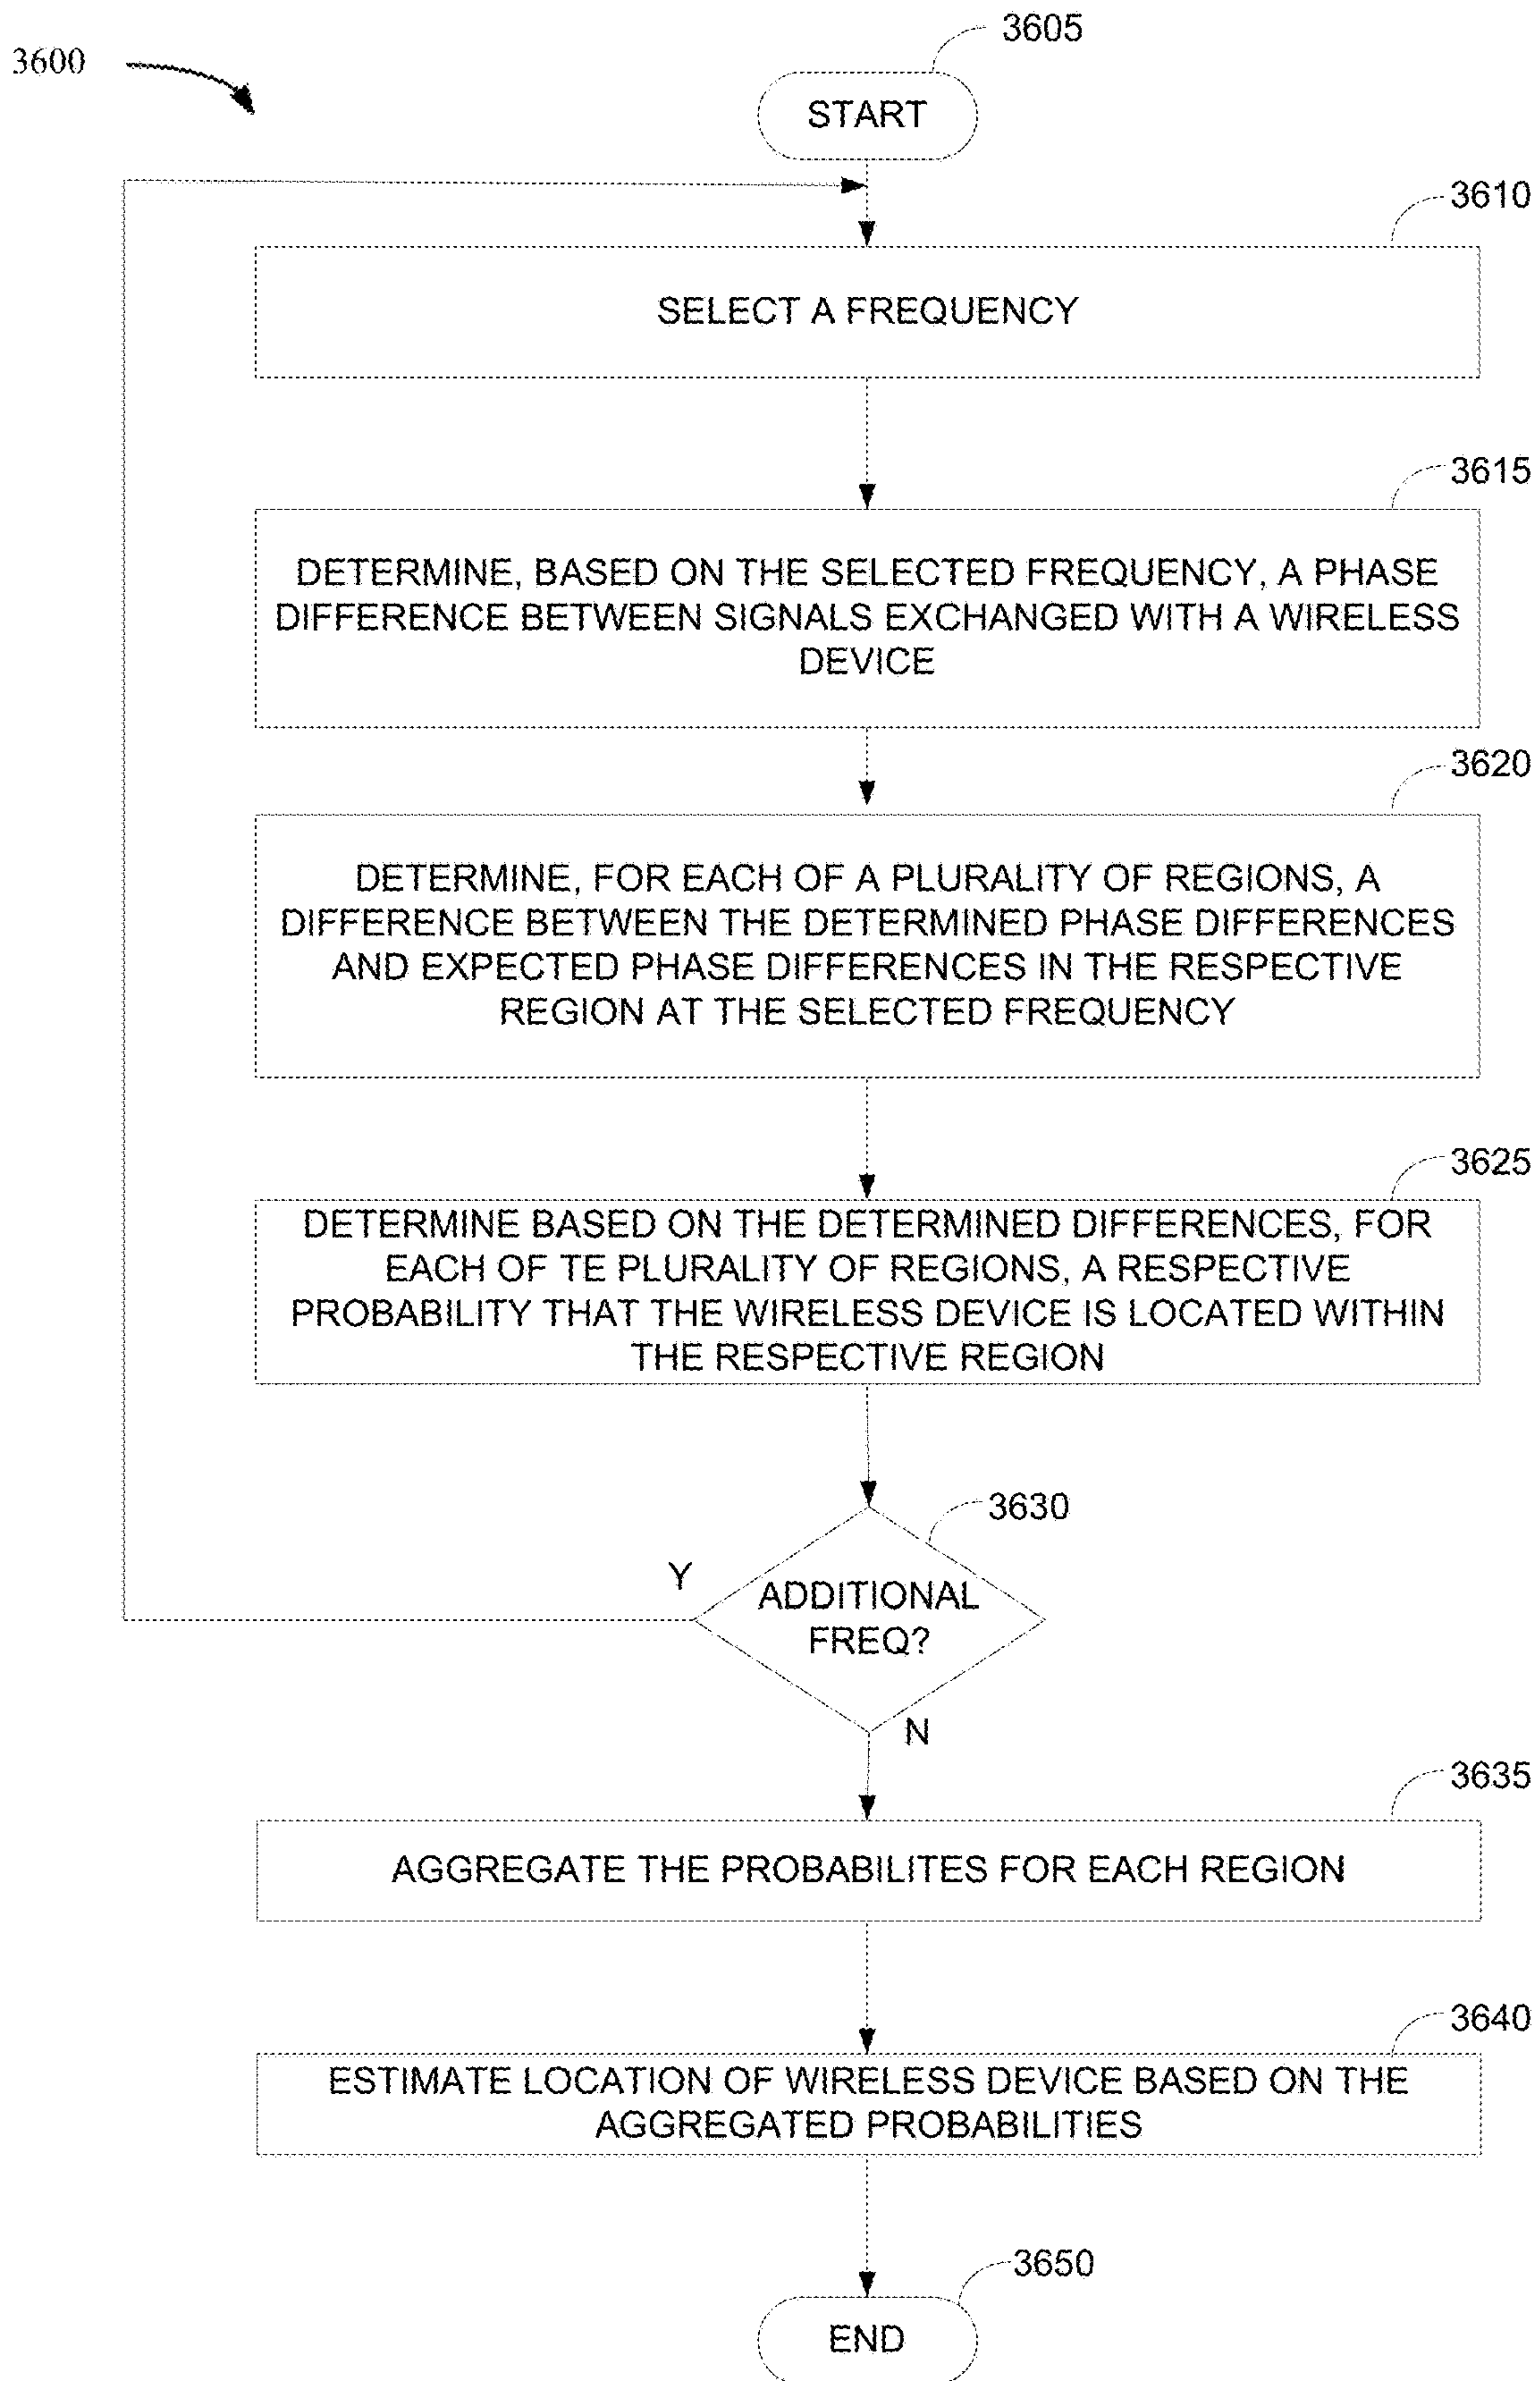 3605
3600
START
3610
SELECT A FREQUENCY
3615
DETERMINE, BASED ON THE SELECTED FREQUENCY, A PHASE
DIFFERENCE BETWEEN SIGNALS EXCHANGED WITH A WIRELESS
DEVICE
3620
DETERMINE, FOR EACH OF A PLURALITY OF REGIONS, A
DIFFERENCE BETWEEN THE DETERMINED PHASE DIFFERENCES
AND EXPECTED PHASE DIFFERENCES IN THE RESPECTIVE
REGION AT THE SELECTED FREQUENCY
3625
DETERMINE BASED ON THE DETERMINED DIFFERENCES, FOR
EACH OF TE PLURALITY OF REGIONS, A RESPECTIVE
PROBABILITY THAT THE WIRELESS DEVICE IS LOCATED WITHIN
THE RESPECTIVE REGION
3630
Y
ADDITIONAL
FREQ?
N
3635
AGGREGATE THE PROBABILITES FOR EACH REGION
3640
ESTIMATE LOCATION OF WIRELESS DEVICE BASED ON THE
AGGREGATED PROBABILITIES
3650
END